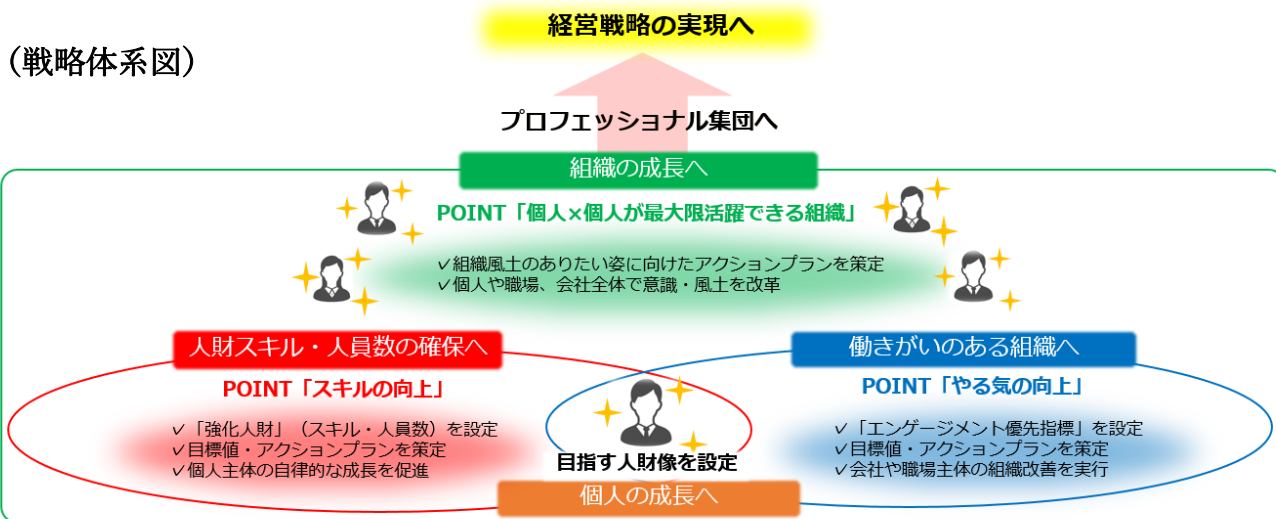 経営戦略の実現へ
（戦略体系図）
プロフェッショナル集団へ
組織の成長へ
POINT「個人×個人が最大限活躍できる組織」
✓組織風土のありたい姿に向けたアクションプランを策定
✓個人や職場、会社全体で意識・風土を改革
人財スキル・人員数の確保へ
POINT「スキルの向上」
✓「強化人財」（スキル・人員数）を設定
✓目標値・アクションプランを策定
✓個人主体の自律的な成長を促進
働きがいのある組織へ
POINT「やる気の向上」
✓「エンゲージメント優先指標」を設定
✓目標値・アクションプランを策定
✓会社や職場主体の組織改善を実行
目指す人財像を設定
個人の成長へ